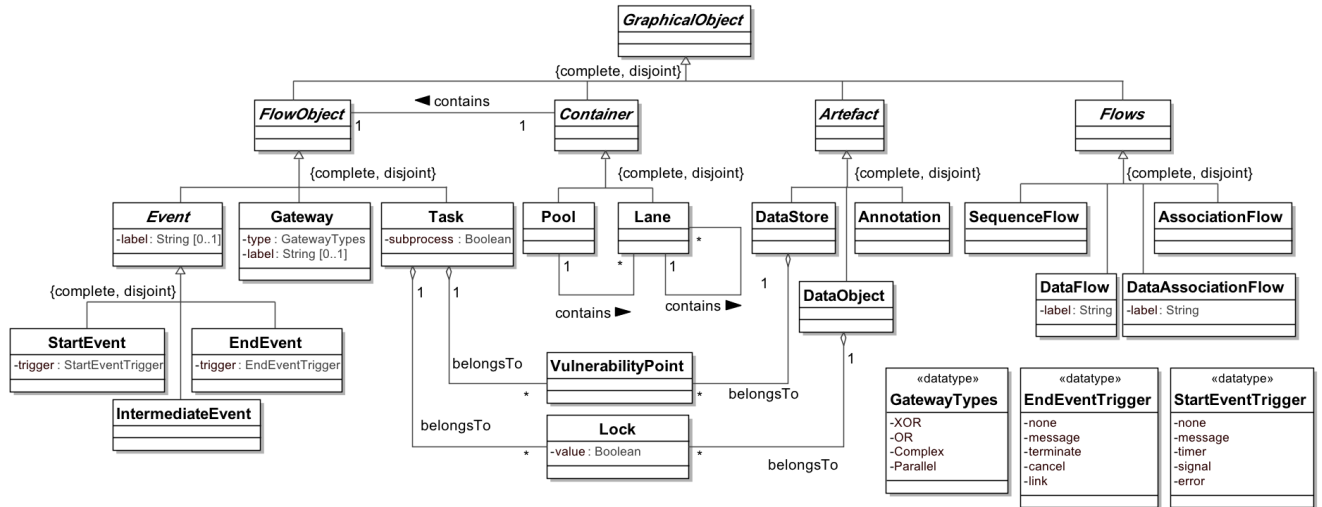 GraphicalObject
{complete, disjoint}
FlowObject
◄ contains
1
1
Container
Artefact
Flows
{complete, disjoint}
{complete, disjoint}
{complete, disjoint}
{complete, disjoint}
Event
-label : String [0..1]
Gateway
-type : GatewayTypes
-label : String [0..1]
Task
-subprocess : Boolean
Pool
Lane
DataStore
Annotation
SequenceFlow
AssociationFlow
*
1
*
1
contains ►
contains ►
1
1
1
{complete, disjoint}
DataObject
DataFlow
-label : String
DataAssociationFlow
-label : String
StartEvent
-trigger : StartEventTrigger
EndEvent
-trigger : EndEventTrigger
IntermediateEvent
belongsTo
*
VulnerabilityPoint
*
belongsTo
1
belongsTo
*
Lock
-value : Boolean
*
belongsTo
«datatype»
GatewayTypes
-XOR
-OR
-Complex
-Parallel
«datatype»
EndEventTrigger
-none
-message
-terminate
-cancel
-link
«datatype»
StartEventTrigger
-none
-message
-timer
-signal
-error